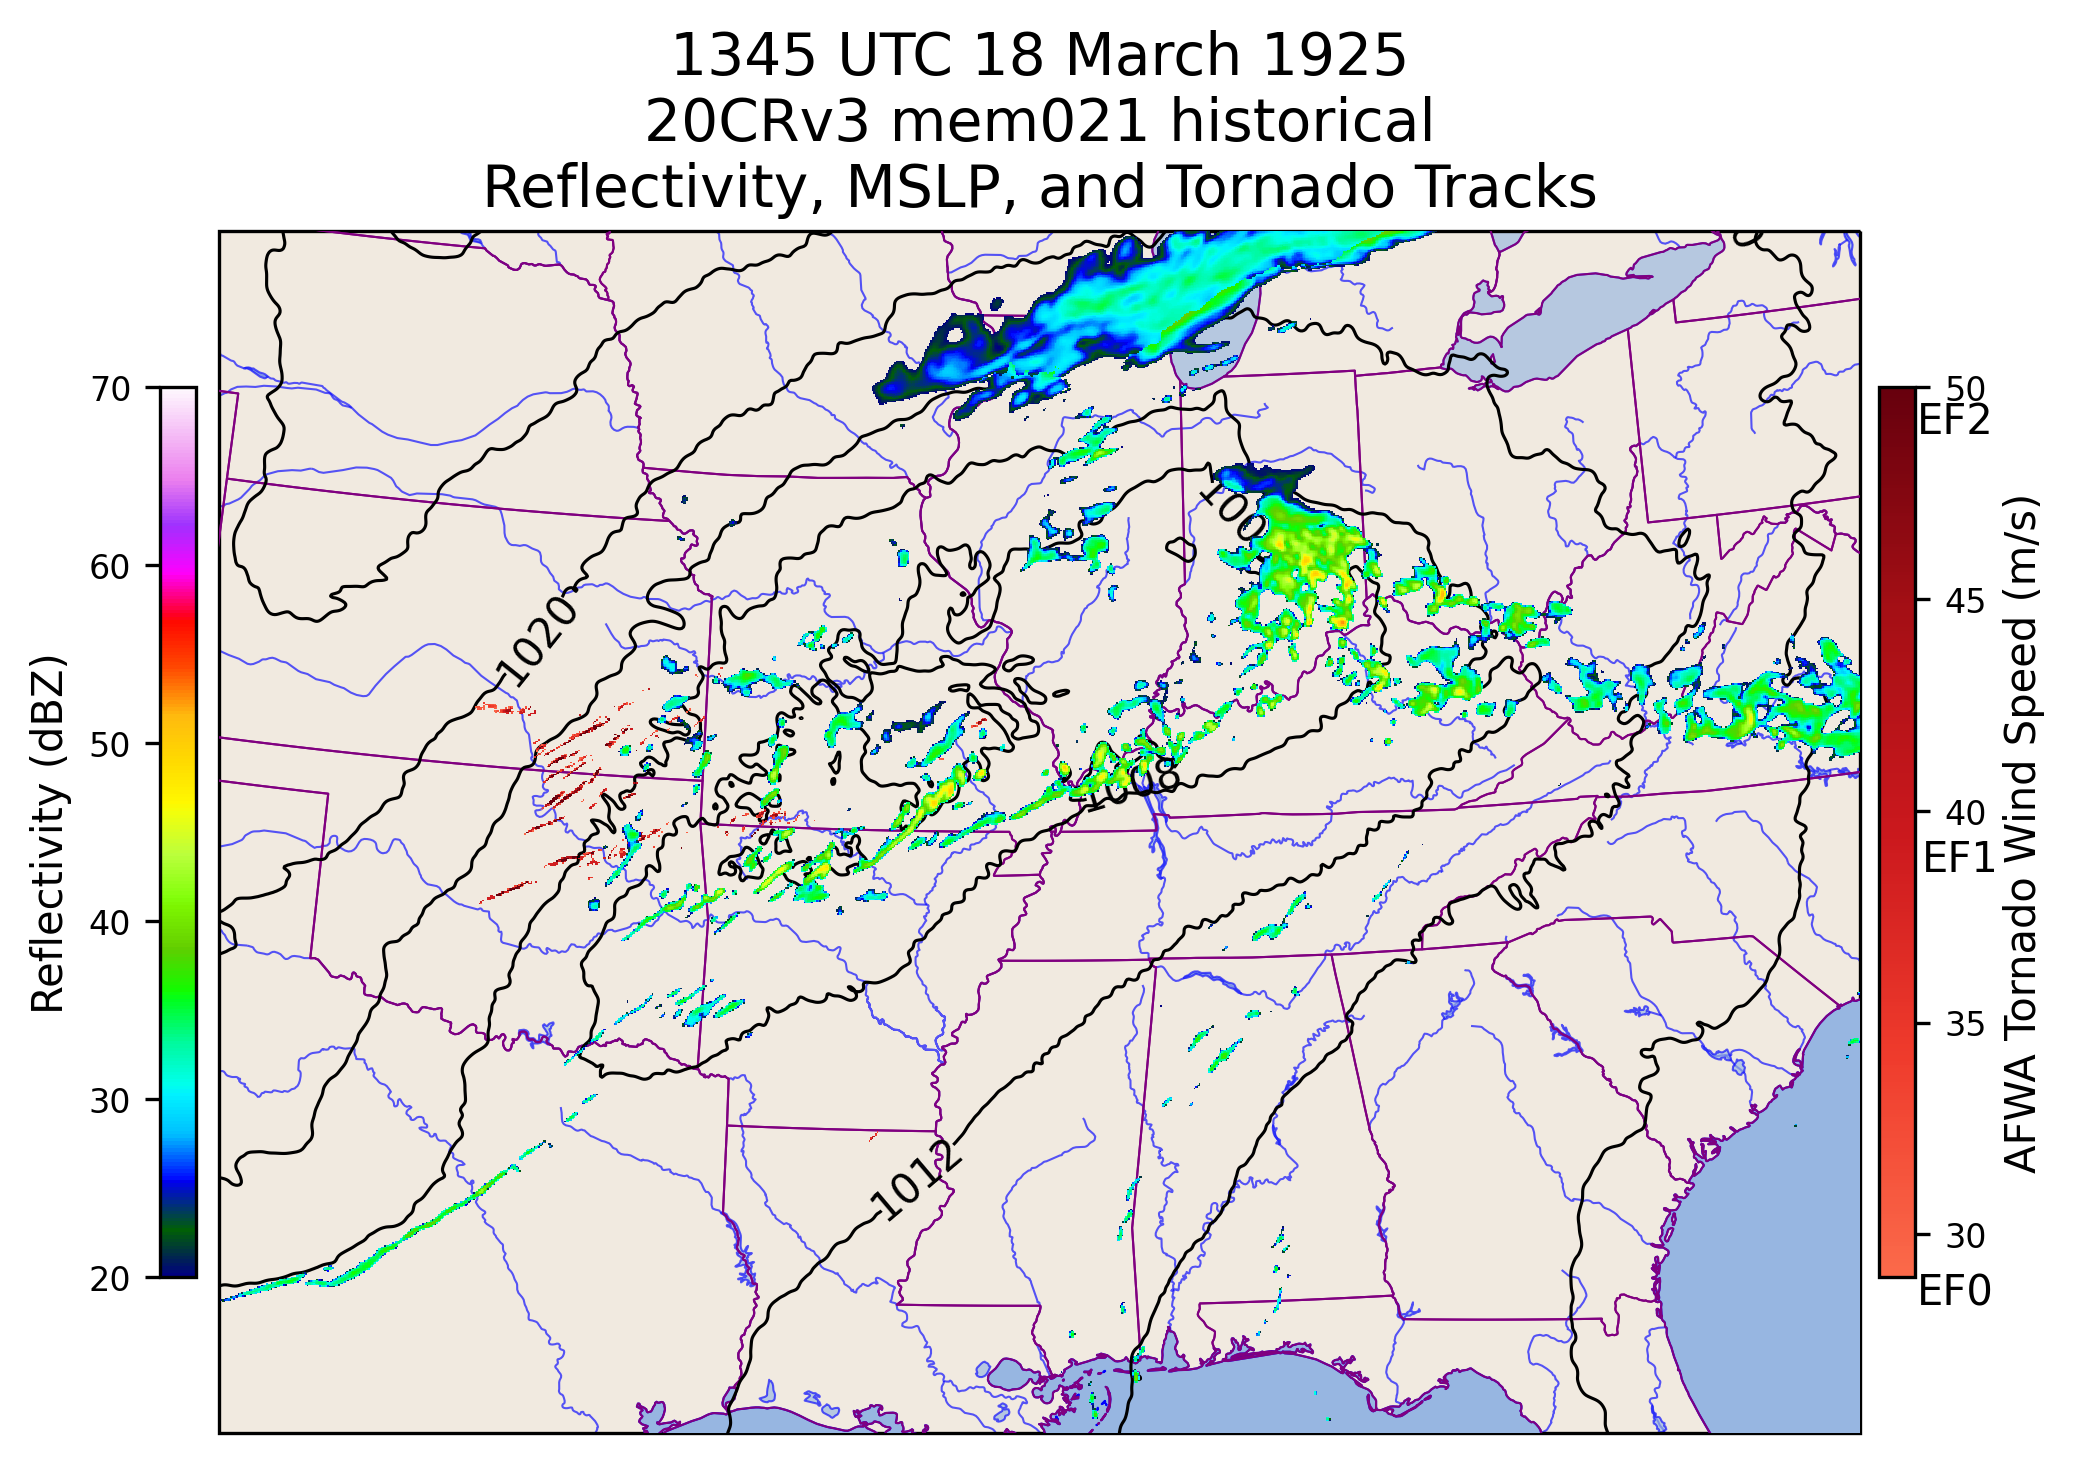 1345 UTC 18 March 1925
20CRv3 mem021 historical
Reflectivity, MSLP, and Tornado Tracks
70
60
50
40
30
20
Reflectivity (dBZ)
1020
100
1008
1012
50
EF2
45
40
EF1
35
30
EF0
AFWA Tornado Wind Speed (m/s)